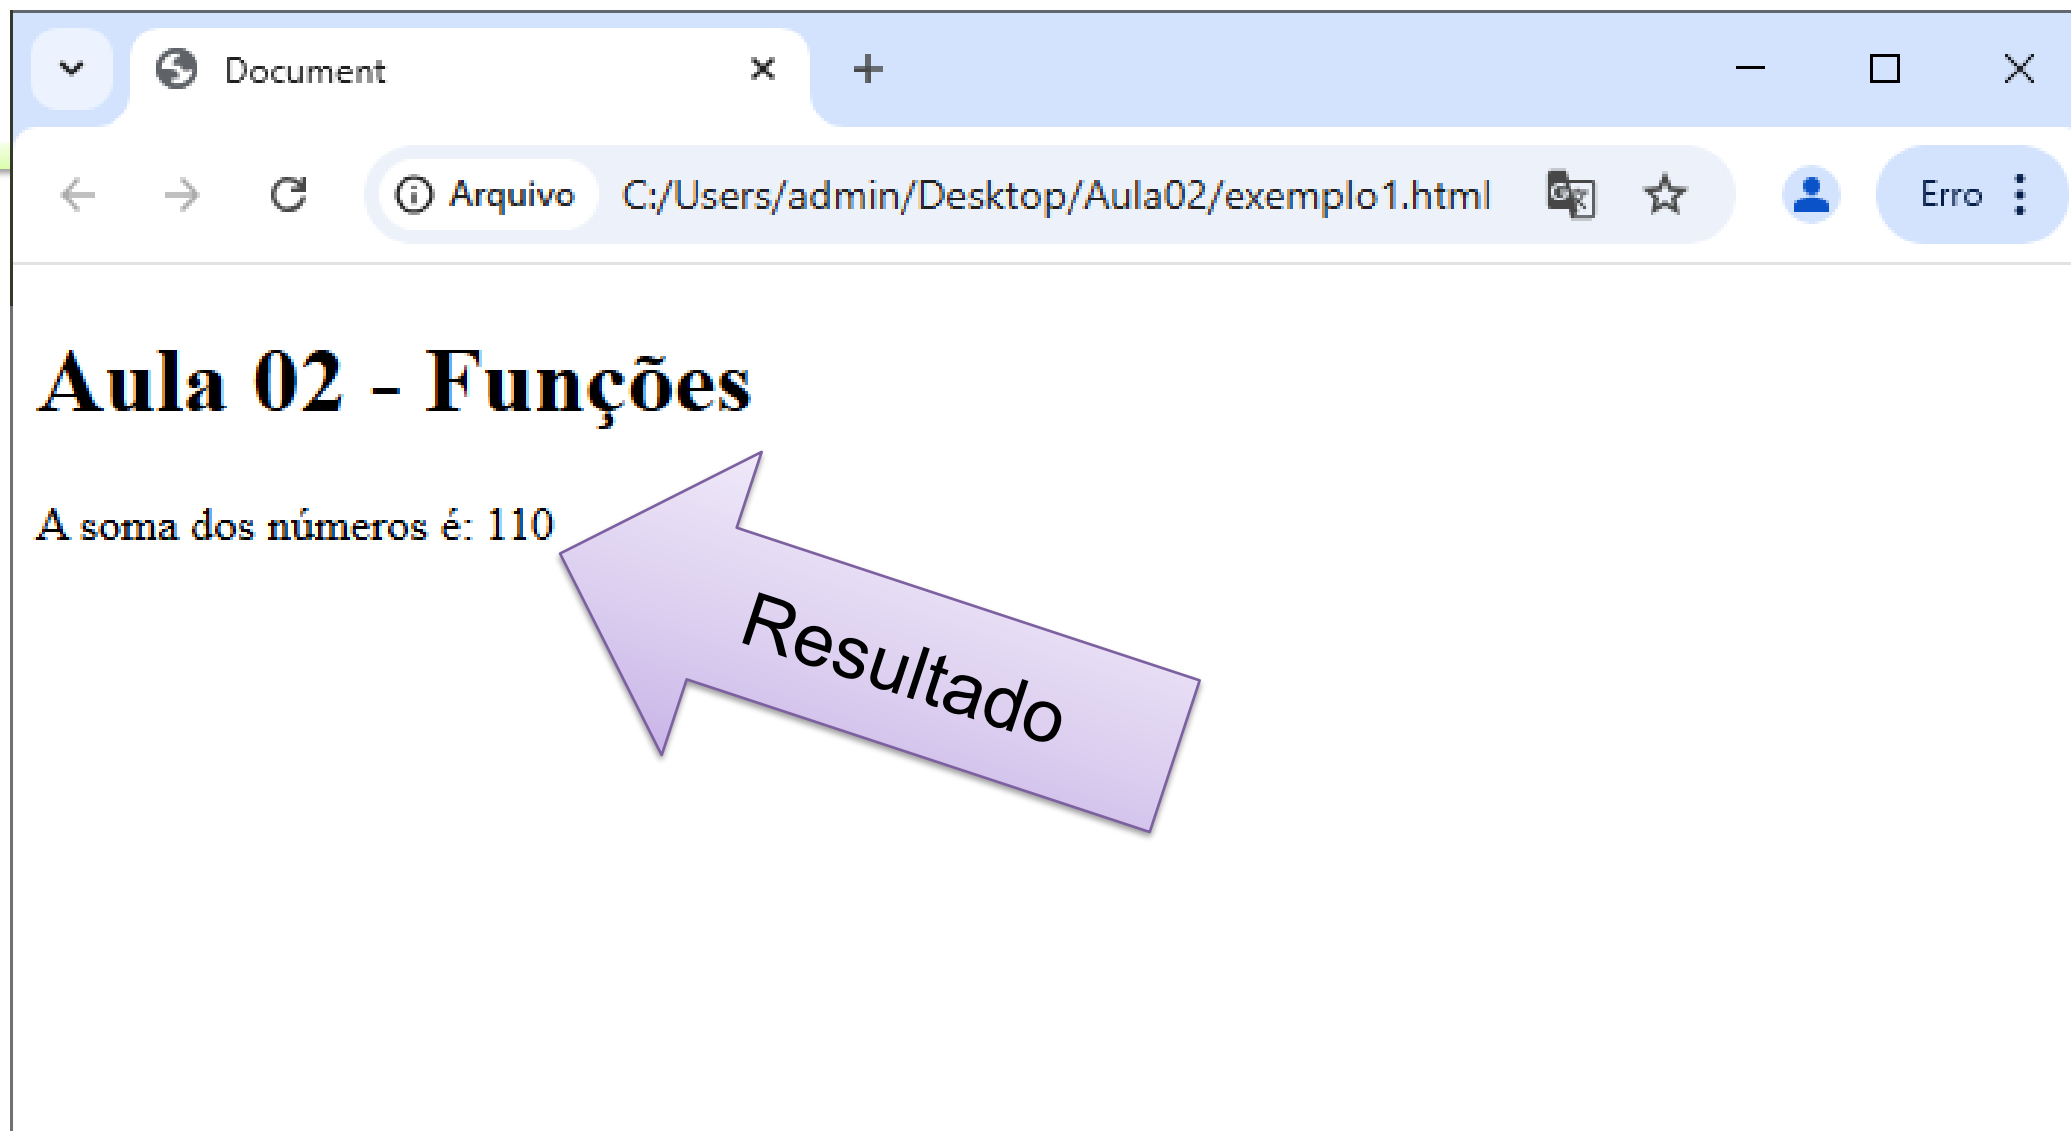 Document
Arquivo C:/Users/admin/Desktop/Aula02/exemplo1.html Erro
Aula 02 - Funções
A soma dos números é: 110
Resultado